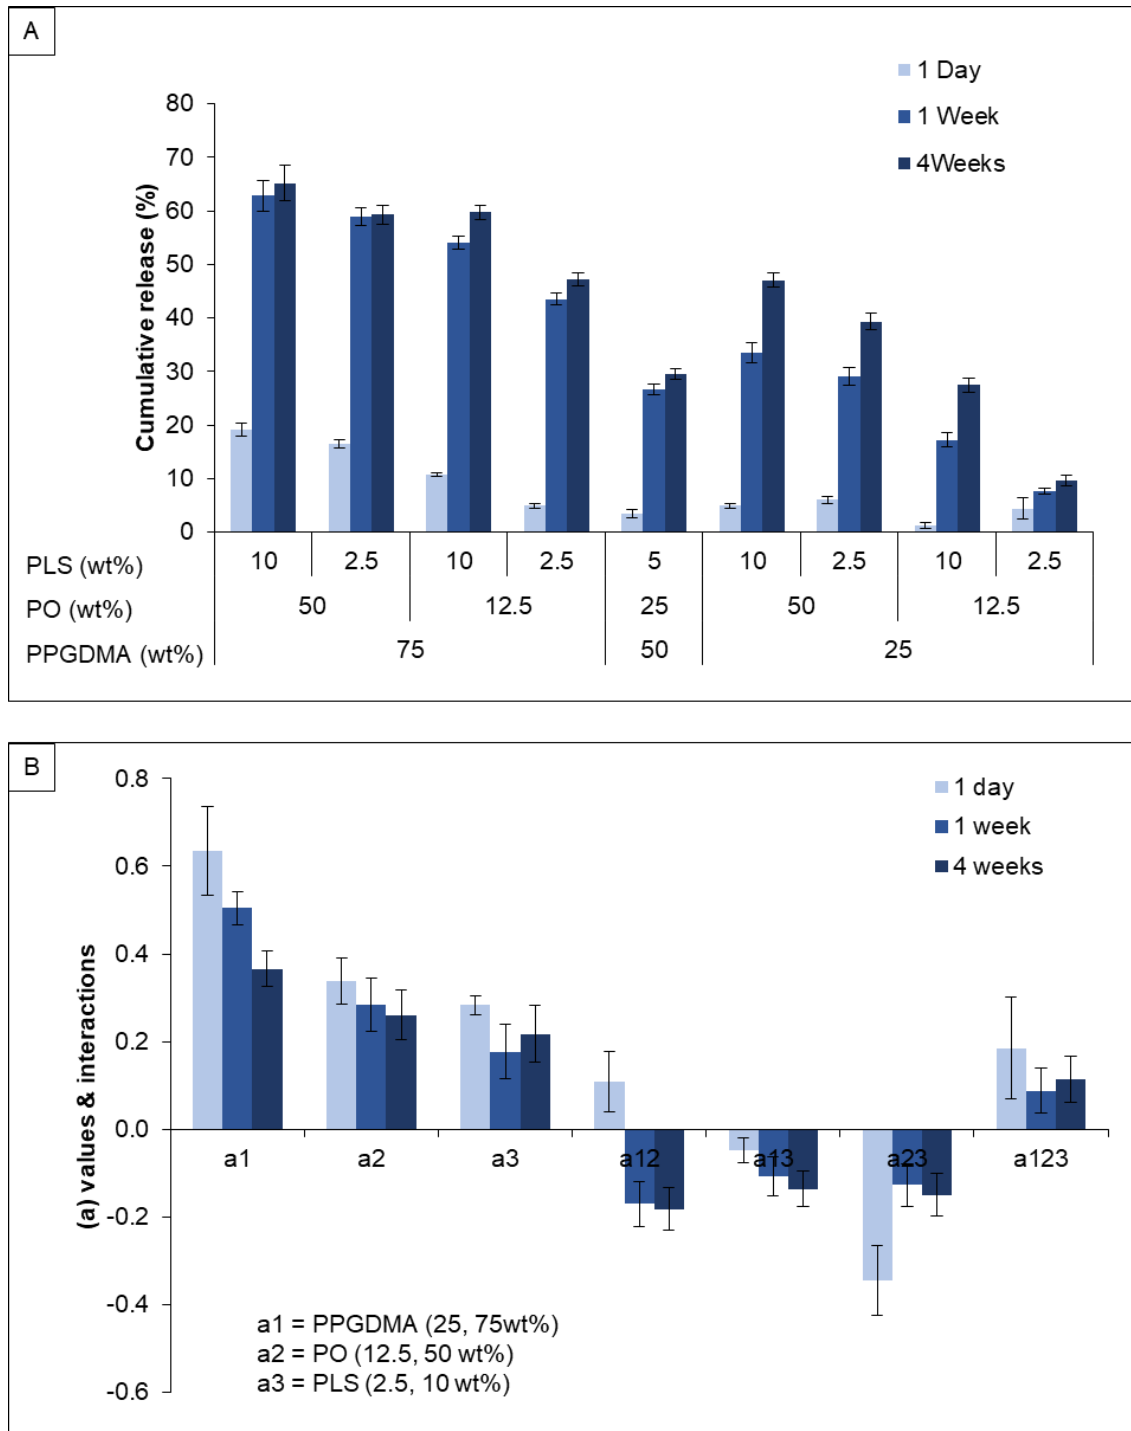 A
1 Day
1 Week
4Weeks
Cumulative release (%)
80
70
60
50
40
30
20
10
0
PLS (wt%) 10 2.5 10 2.5 5 10 2.5 10 2.5
PO (wt%) 50 12.5 25 50 12.5
PPGDMA (wt%) 75 50 25
B
1 day
1 week
4 weeks
(a) values & interactions
0.8
0.6
0.4
0.2
0.0
-0.2
-0.4
-0.6
a1 a2 a3 a12 a13 a23 a123
a1 = PPGDMA (25, 75wt%)
a2 = PO (12.5, 50 wt%)
a3 = PLS (2.5, 10 wt%)